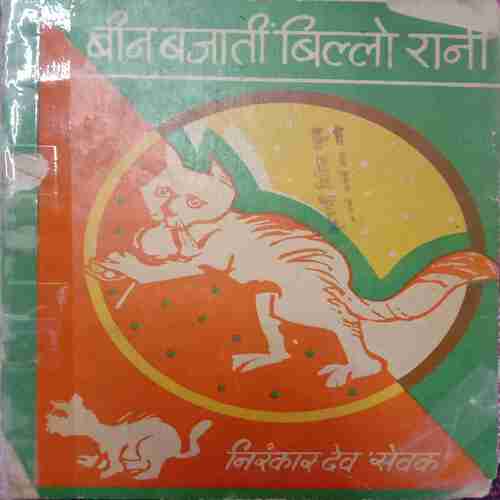 बीन बजातीं बिल्लो रानी
निरंकार देव 'सेवक'